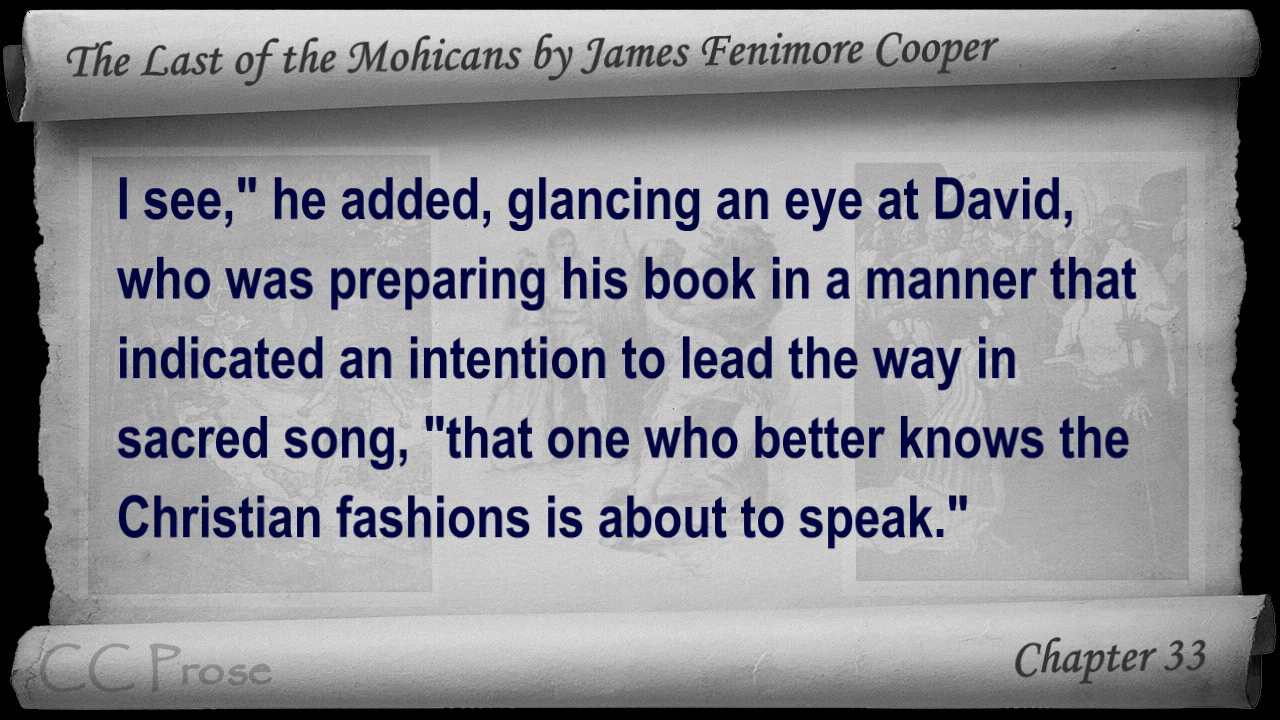 The Last of the Mohicans by James Fenimore Cooper
I see," he added, glancing an eye at David,
who was preparing his book in a manner that
indicated an intention to lead the way in
sacred song, "that one who better knows the
Christian fashions is about to speak."
CC Prose
Chapter 33